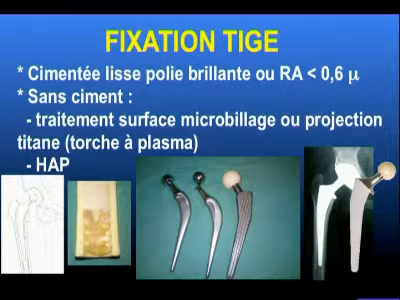 FIXATION TIGE
* Cimentée lisse polie brillante ou RA < 0,6 µ
* Sans ciment :
- traitement surface microbillage ou projection
titane (torche à plasma)
- HAP